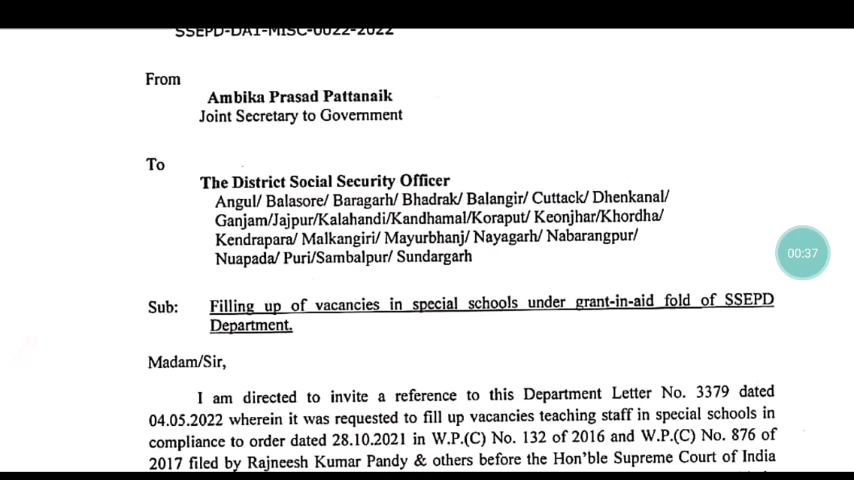 SSEPD-DA1-MISC-0022-2022
From
Ambika Prasad Pattanaik
Joint Secretary to Government
To
The District Social Security Officer
Angul/ Balasore/ Baragarh/ Bhadrak/ Balangir/ Cuttack/ Dhenkanal/
Ganjam/Jajpur/Kalahandi/Kandhamal/Koraput/ Keonjhar/Khordha/
Kendrapara/ Malkangiri/ Mayurbhanj/ Nayagarh/ Nabarangpur/
Nuapada/ Puri/Sambalpur/ Sundargarh
00:37
Sub: Filling up of vacancies in special schools under grant-in-aid fold of SSEPD
Department.
Madam/Sir,
I am directed to invite a reference to this Department Letter No. 3379 dated
04.05.2022 wherein it was requested to fill up vacancies teaching staff in special schools in
compliance to order dated 28.10.2021 in W.P.(C) No. 132 of 2016 and W.P.(C) No. 876 of
2017 filed by Rajneesh Kumar Pandy & others before the Hon'ble Supreme Court of India